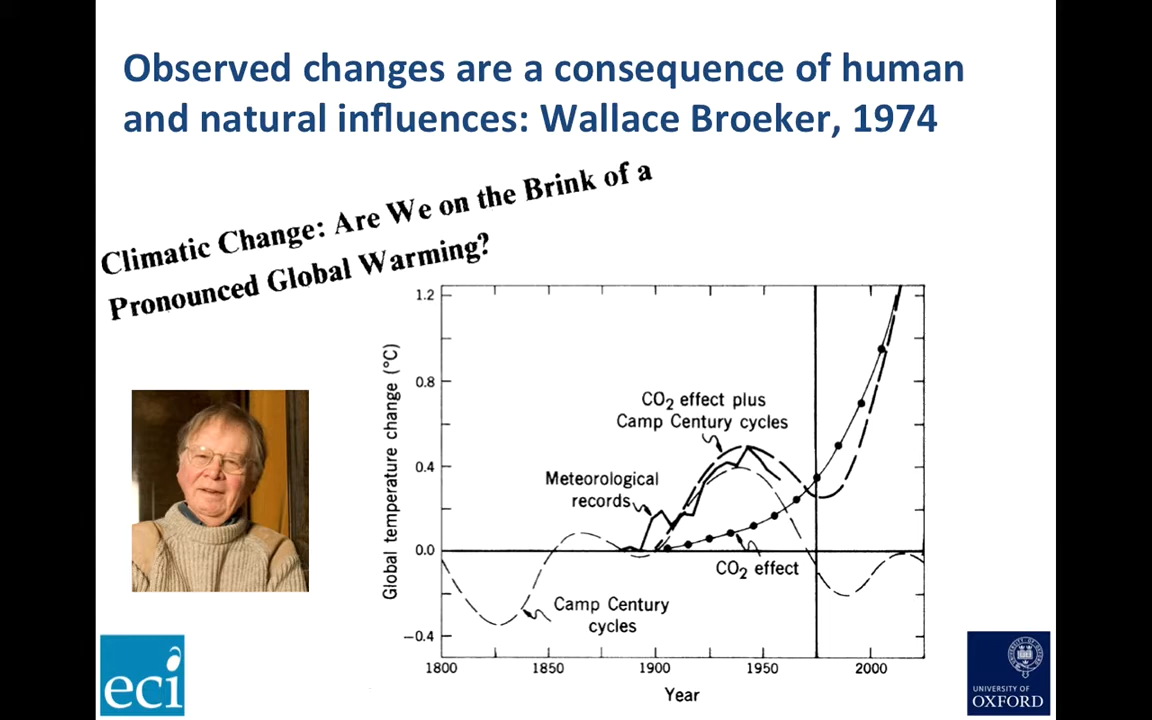 Observed changes are a consequence of human
and natural influences: Wallace Broeker, 1974
Climatic Change: Are We on the Brink of a
Pronounced Global Warming?
1.2
0.8
0.4
0.0
−0.4
Global temperature change (°C)
CO₂ effect plus
Camp Century cycles
Meteorological
records
CO₂ effect
Camp Century
cycles
1800
1850
1900
1950
2000
Year
eci
UNIVERSITY OF
OXFORD